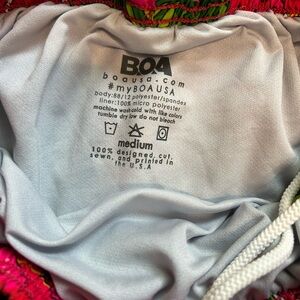 BOA
boausa.com
#myBOAUSA
body:88/12 polyester/spandex
liner:100% micro polyester
machine wash cold with like colors
tumble dry low do not bleach
medium
100% designed, cut,
sewn, and printed in
the U.S.A